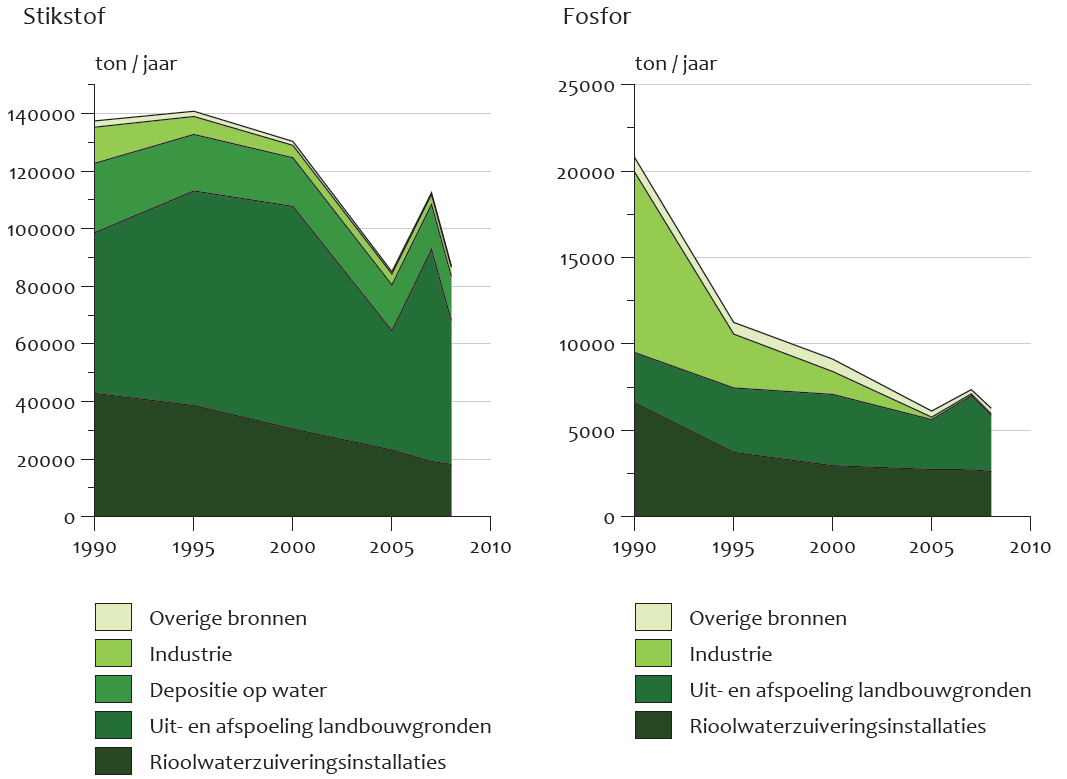 Stikstof
ton / jaar
140000
120000
100000
80000
60000
40000
20000
0
1990 1995 2000 2005 2010
Overige bronnen
Industrie
Depositie op water
Uit- en afspoeling landbouwgronden
Rioolwaterzuiveringsinstallaties
Fosfor
ton / jaar
25000
20000
15000
10000
5000
0
1990 1995 2000 2005 2010
Overige bronnen
Industrie
Uit- en afspoeling landbouwgronden
Rioolwaterzuiveringsinstallaties